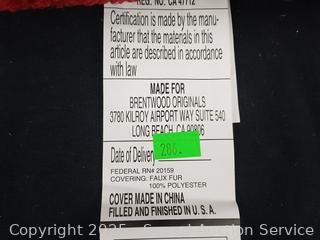 REG. NO. CA 47712
Certification is made by the manu-
facturer that the materials in this
article are described in accordance
with law
MADE FOR
BRENTWOOD ORIGINALS
3780 KILROY AIRPORT WAY SUITE 540
LONG BEACH, CA 90806
Date of Delivery
286.
FEDERAL RN# 20159
COVERING: FAUX FUR
100% POLYESTER
COVER MADE IN CHINA
FILLED AND FINISHED IN U. S. A.
Copyright 2025
Auction Services